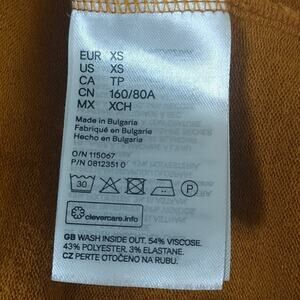 EUR XS
US XS
CA TP
CN 160/80A
MX XCH
Made in Bulgaria
Fabriqué en Bulgarie
Hecho en Bulgaria
O/N 115067
P/N 0812351 0
30
P
clevercare.info
GB WASH INSIDE OUT. 54% VISCOSE.
43% POLYESTER, 3% ELASTANE.
CZ PERTE OTOČENO NA RUBU.